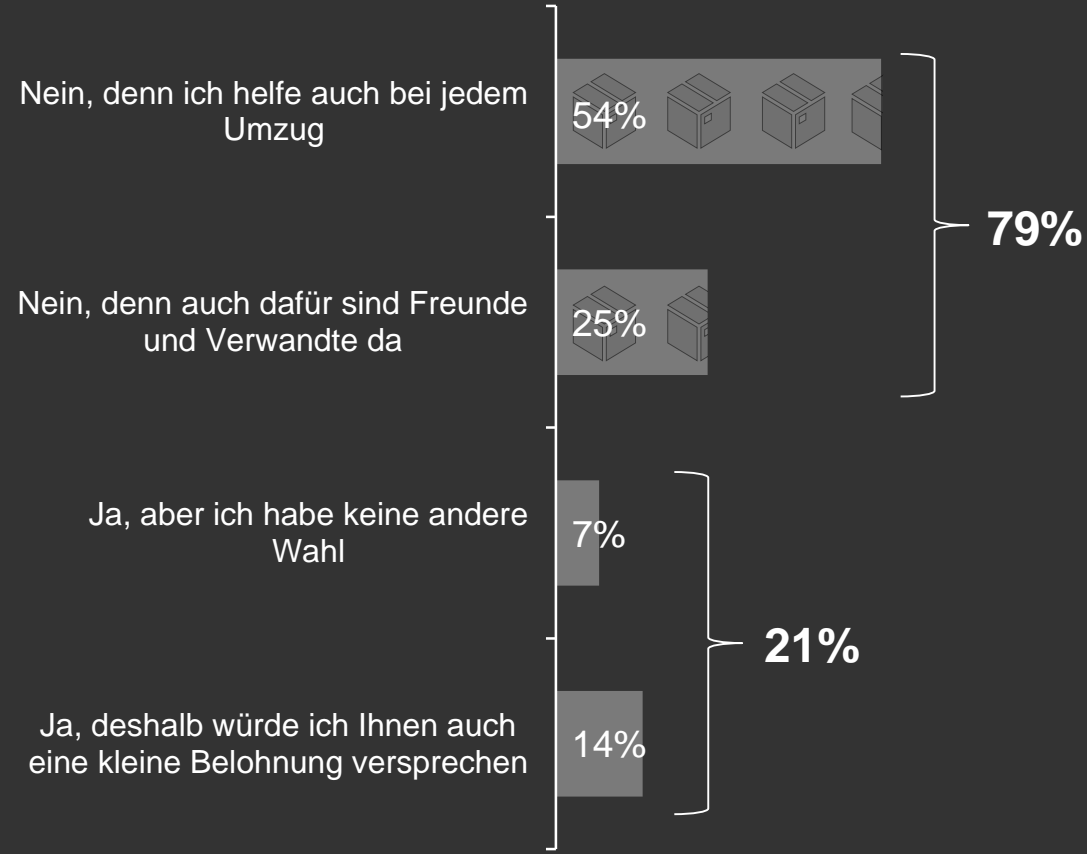 Nein, denn ich helfe auch bei jedem
Umzug
54%
79%
Nein, denn auch dafür sind Freunde
und Verwandte da
25%
Ja, aber ich habe keine andere
Wahl
7%
21%
Ja, deshalb würde ich Ihnen auch
eine kleine Belohnung versprechen
14%